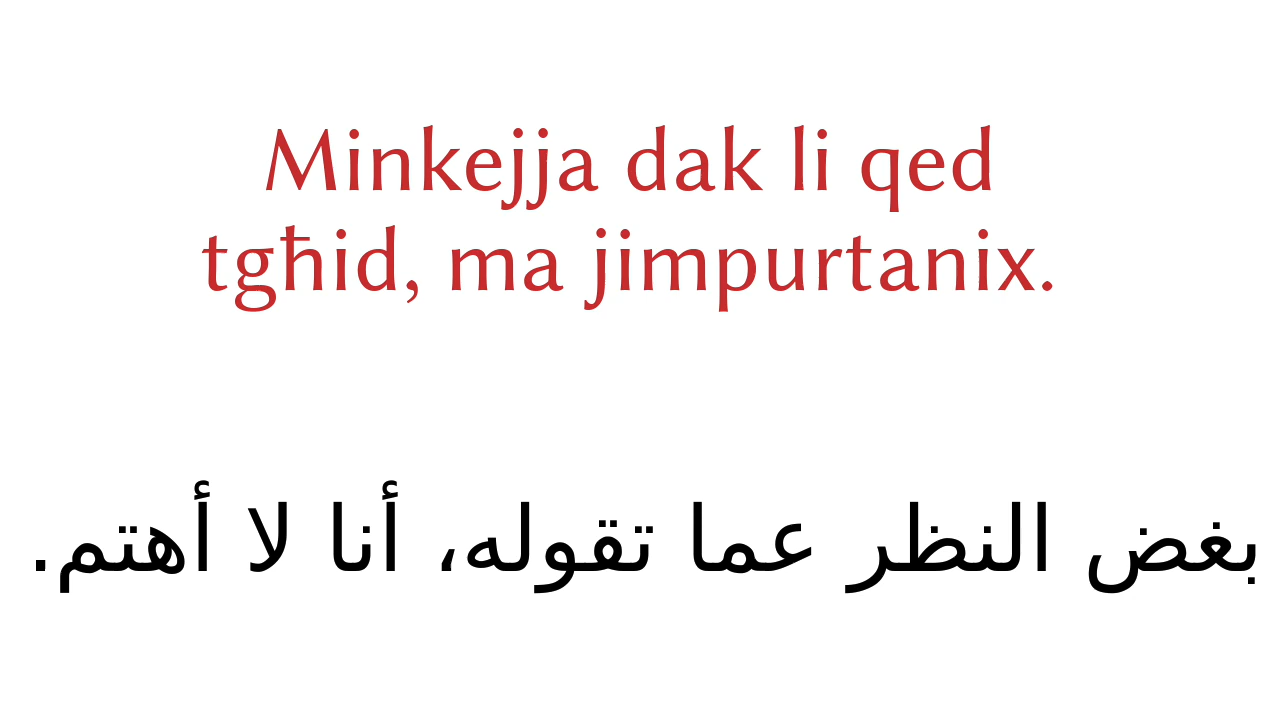 Minkejja dak li qed
tgħid, ma jimpurtanix.
بغض النظر عما تقوله، أنا لا أهتم.